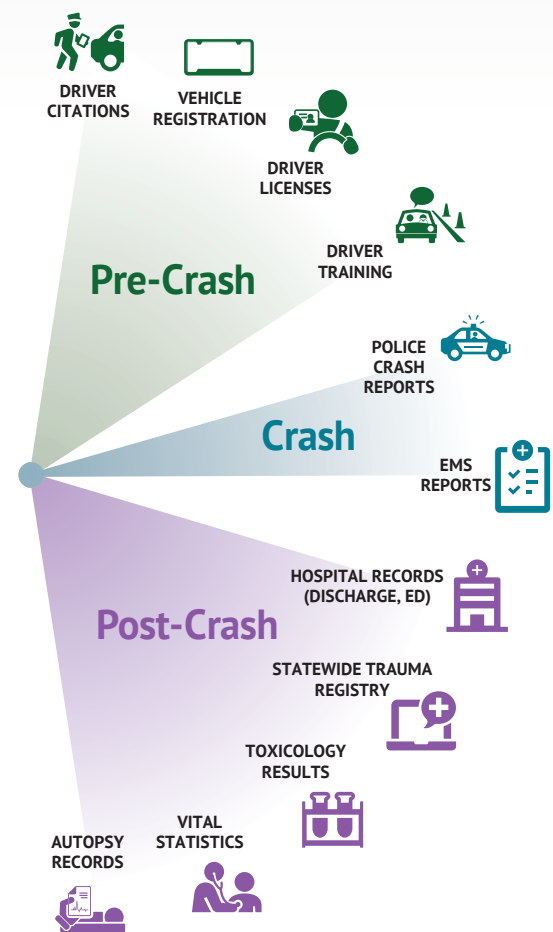 DRIVER
CITATIONS
VEHICLE
REGISTRATION
DRIVER
LICENSES
DRIVER
TRAINING
Pre-Crash
POLICE
CRASH
REPORTS
Crash
EMS
REPORTS
HOSPITAL RECORDS
(DISCHARGE, ED)
Post-Crash
STATEWIDE TRAUMA
REGISTRY
TOXICOLOGY
RESULTS
VITAL
STATISTICS
AUTOPSY
RECORDS